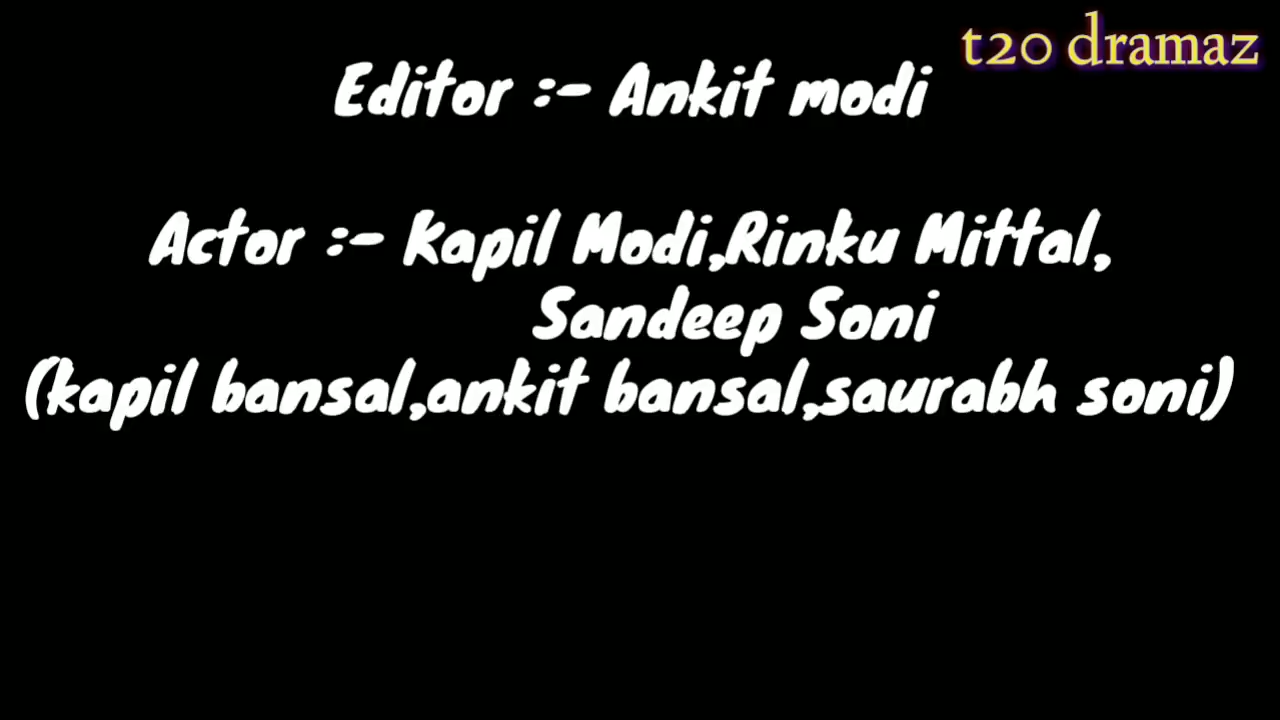 t20 dramaz
Editor :- Ankit modi
Actor :- Kapil Modi,Rinku Mittal,
Sandeep Soni
(kapil bansal,ankit bansal,saurabh soni)